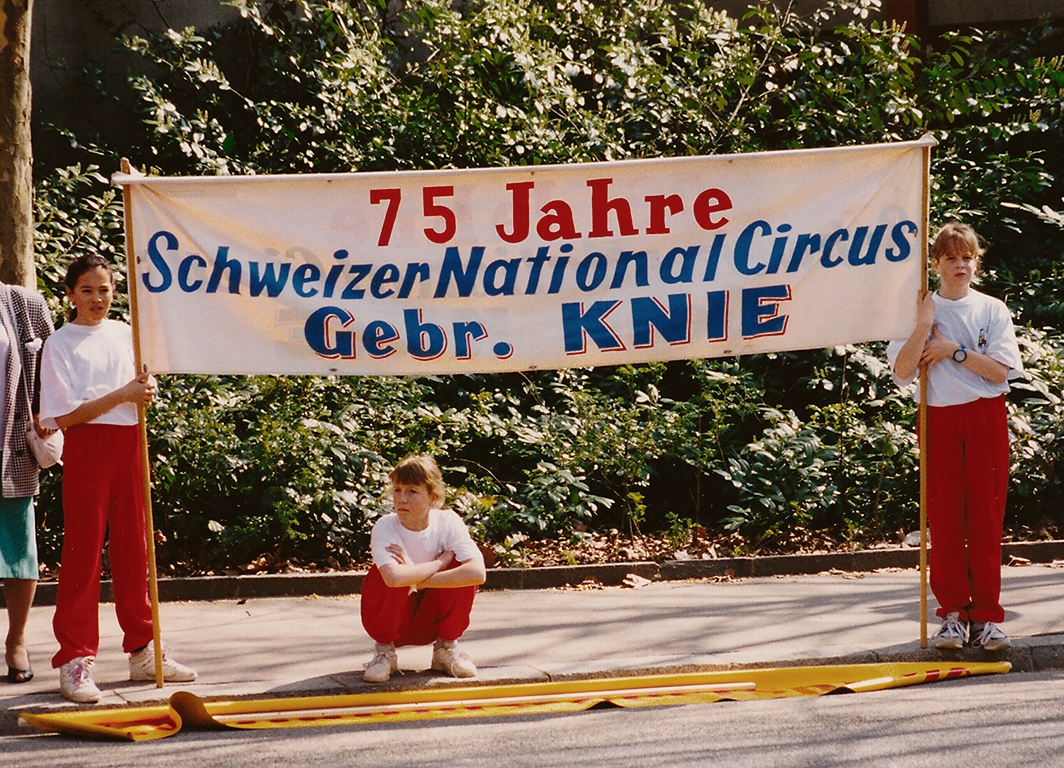 75 Jahre
Schweizer National Circus
Gebr. KNIE